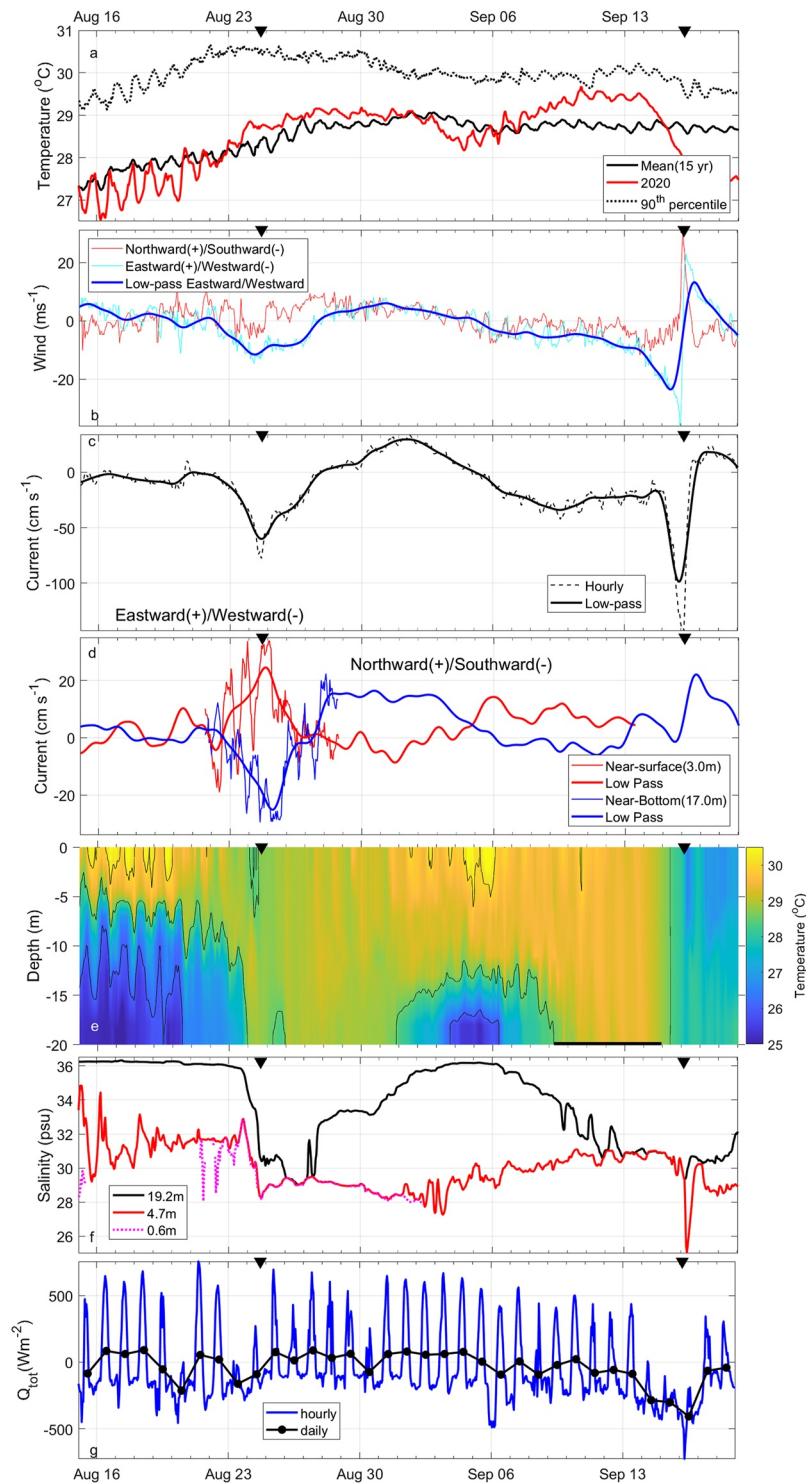 Aug 16 Aug 23 Aug 30 Sep 06 Sep 13
31
30
29
28
27
Temperature (°C)
a
Mean(15 yr)
2020
90th percentile
20
0
-20
Wind (ms-1)
Northward(+)/Southward(-)
Eastward(+)/Westward(-)
Low-pass Eastward/Westward
b
c
0
-50
-100
Current (cm s-1)
Hourly
Low-pass
Eastward(+)/Westward(-)
d
Northward(+)/Southward(-)
20
0
-20
Current (cm s-1)
Near-surface(3.0m)
Low Pass
Near-Bottom(17.0m)
Low Pass
0
-5
-10
-15
-20
Depth (m)
e
30
29
28
27
26
25
Temperature (°C)
36
34
32
30
28
26
Salinity (psu)
19.2m
4.7m
0.6m
f
500
0
-500
Qtot(Wm-2)
hourly
daily
g
Aug 16 Aug 23 Aug 30 Sep 06 Sep 13